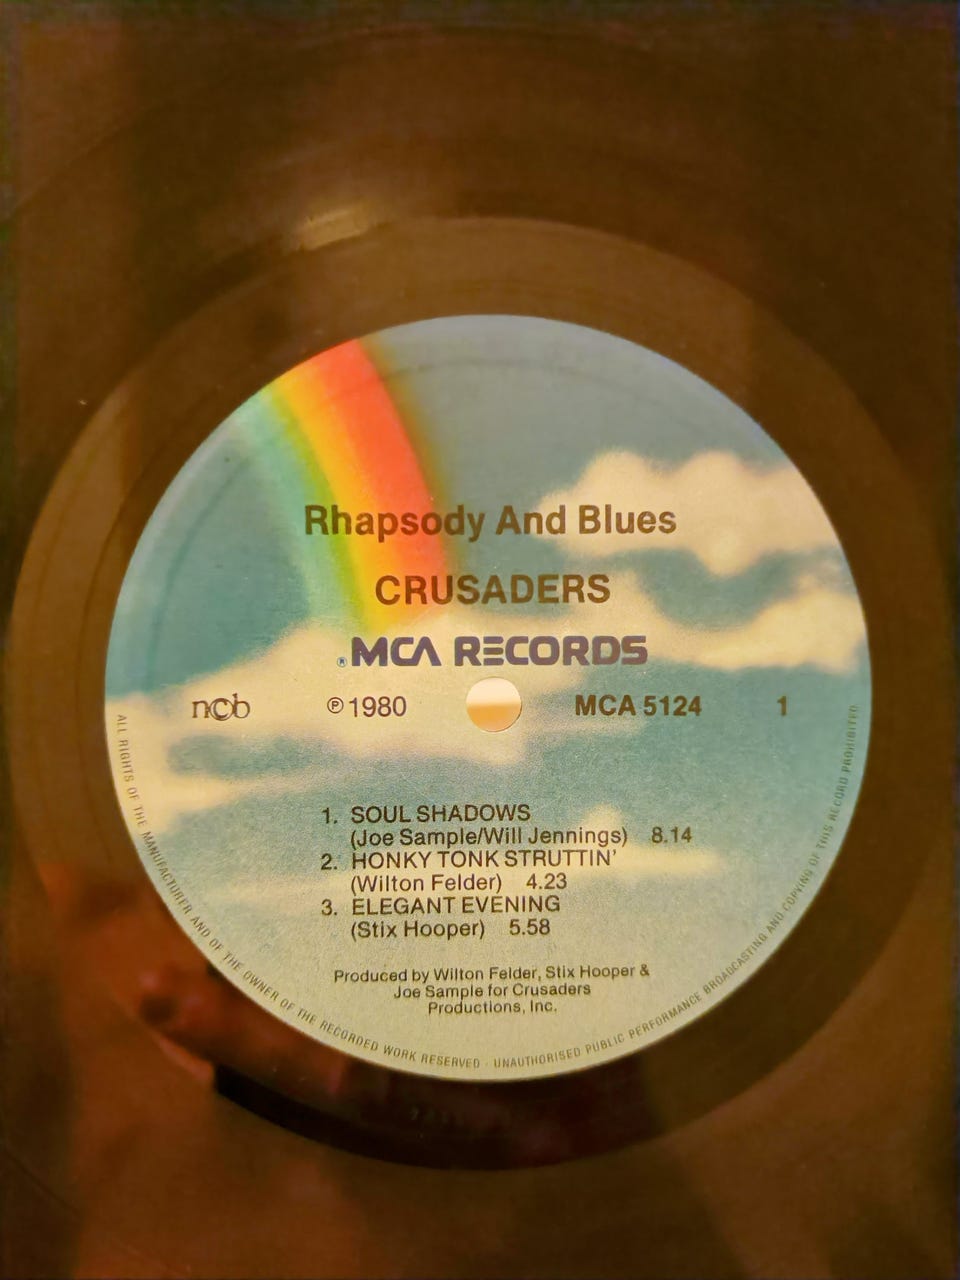 Rhapsody And Blues
CRUSADERS
®MCA RECORDS
ncb ℗1980 MCA 5124 1
1. SOUL SHADOWS
(Joe Sample/Will Jennings) 8.14
2. HONKY TONK STRUTTIN'
(Wilton Felder) 4.23
3. ELEGANT EVENING
(Stix Hooper) 5.58
Produced by Wilton Felder, Stix Hooper &
Joe Sample for Crusaders
Productions, Inc.
ALL RIGHTS OF THE MANUFACTURER AND OF THE OWNER OF THE RECORDED WORK RESERVED · UNAUTHORISED PUBLIC PERFORMANCE BROADCASTING AND COPYING OF THIS RECORD PROHIBITED